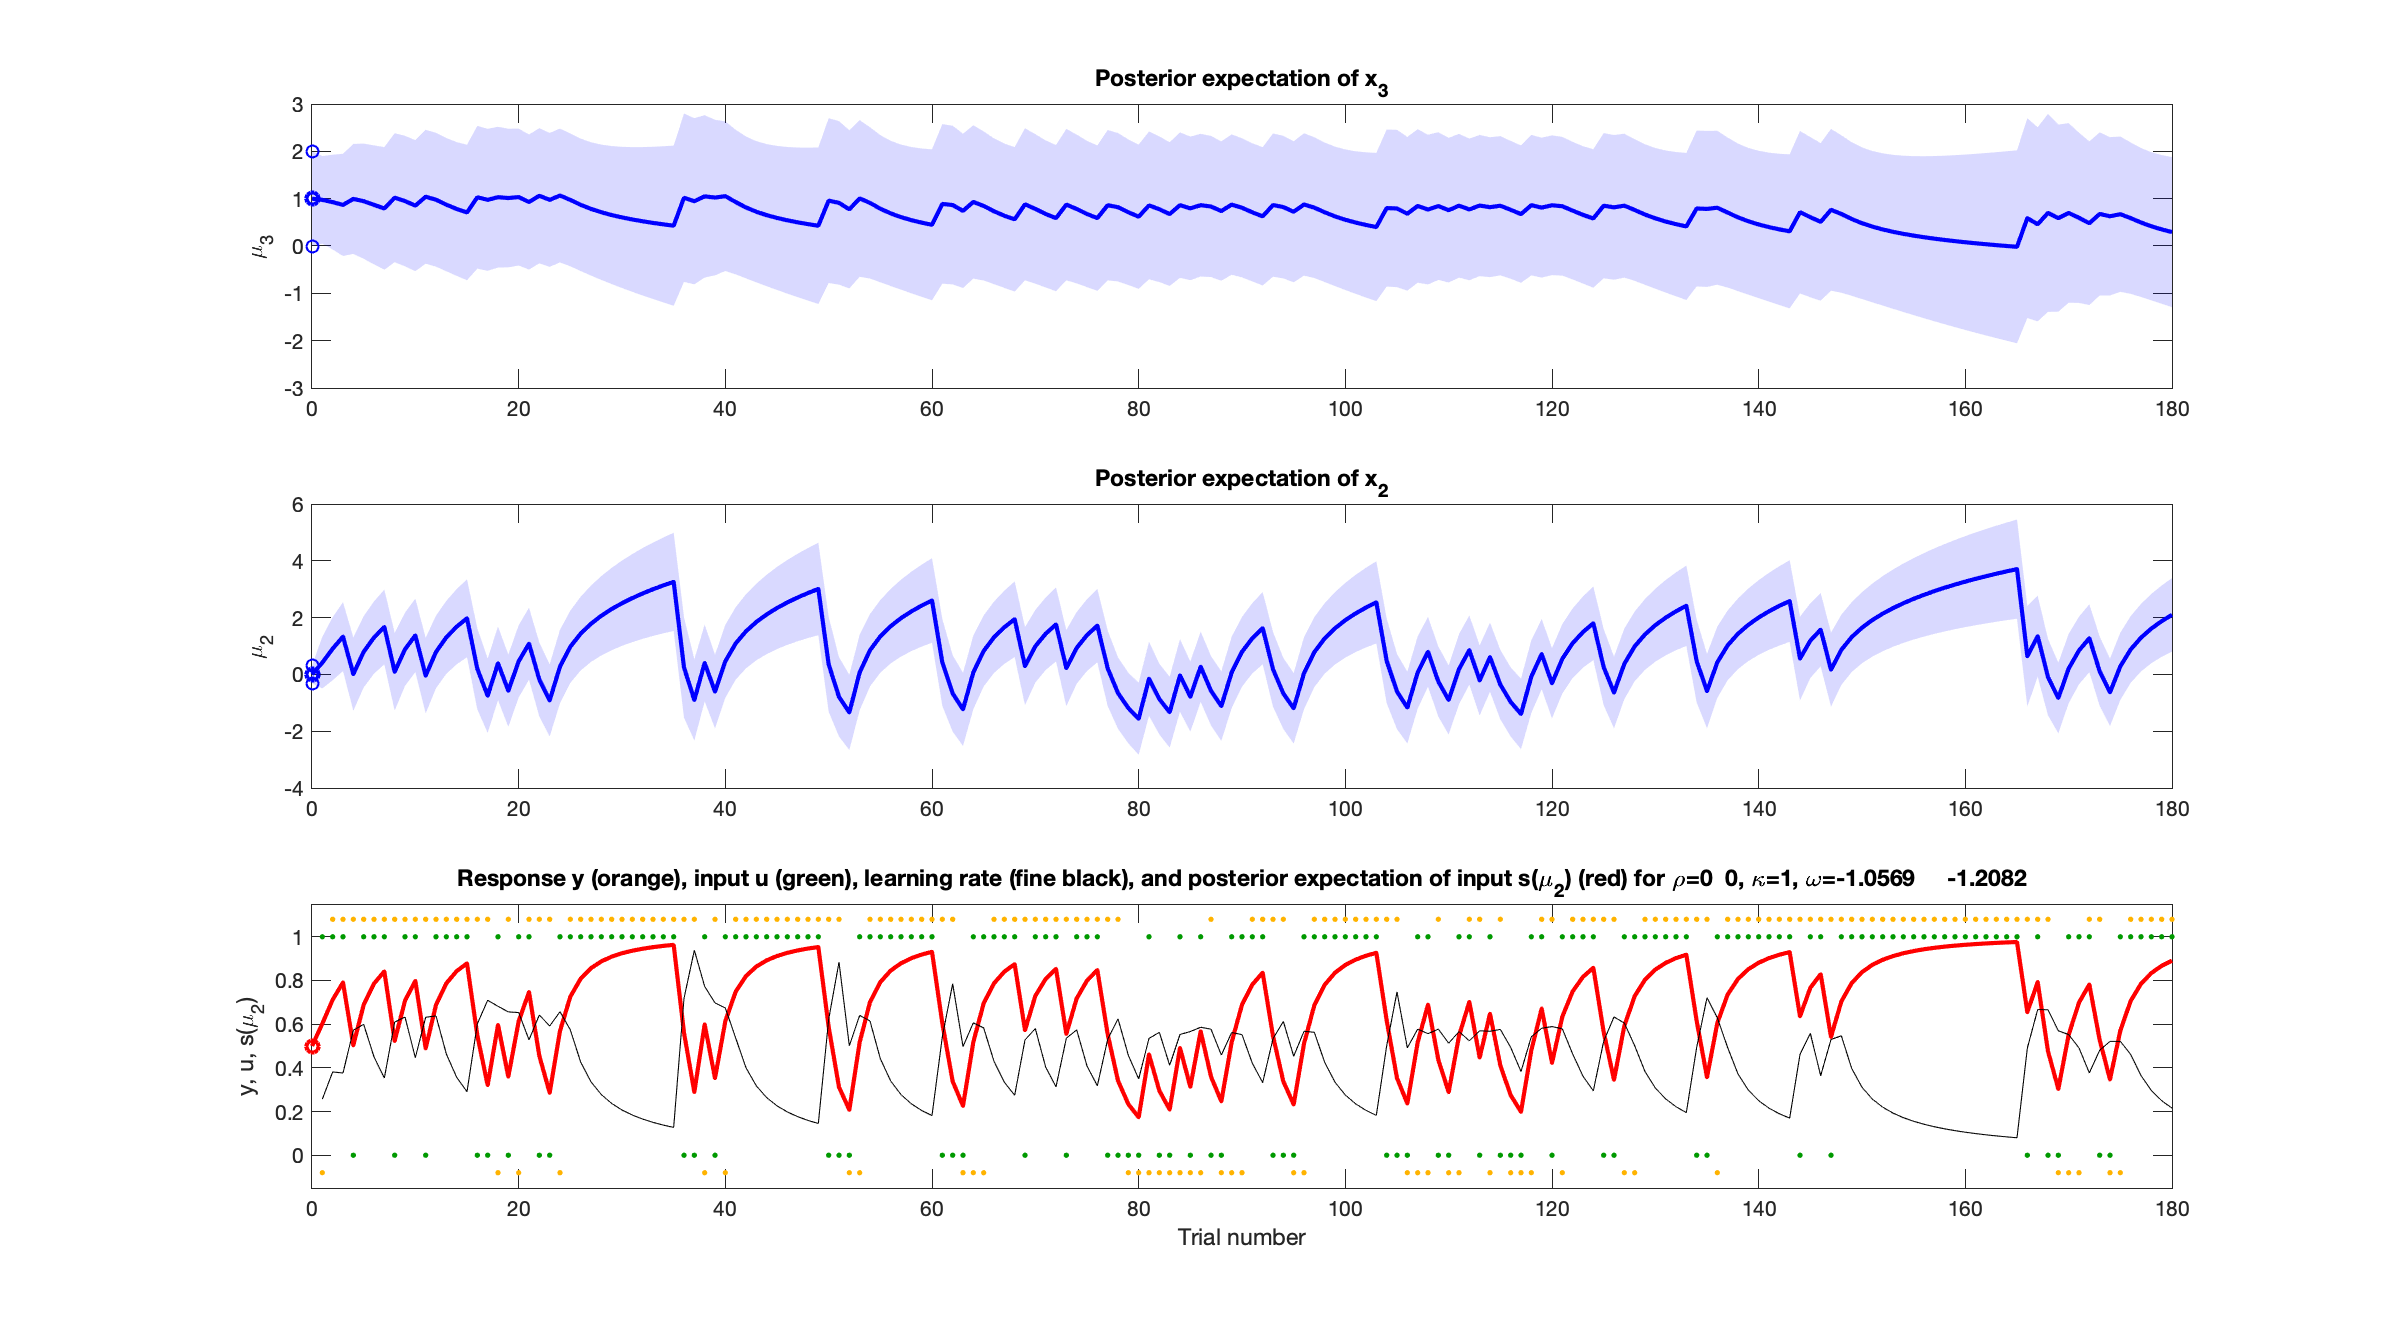 Posterior expectation of x3
3
2
1
0
-1
-2
-3
μ3
0 20 40 60 80 100 120 140 160 180
Posterior expectation of x2
6
4
2
0
-2
-4
μ2
0 20 40 60 80 100 120 140 160 180
Response y (orange), input u (green), learning rate (fine black), and posterior expectation of input s(μ2) (red) for ρ=0 0, κ=1, ω=-1.0569 -1.2082
1
0.8
0.6
0.4
0.2
0
y, u, s(μ2)
0 20 40 60 80 100 120 140 160 180
Trial number